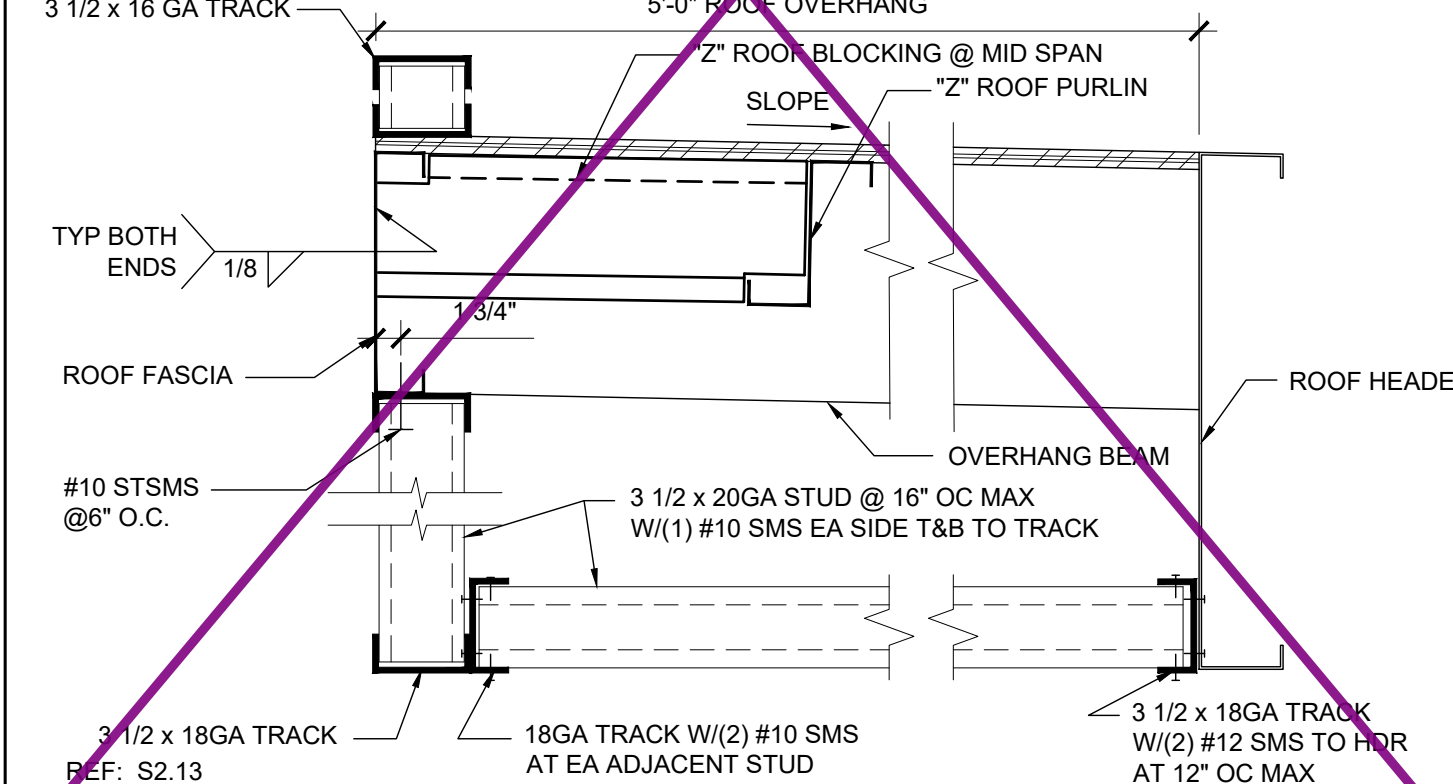 3 1/2 x 16 GA TRACK
5'-0" ROOF OVERHANG
"Z" ROOF BLOCKING @ MID SPAN
"Z" ROOF PURLIN
SLOPE
TYP BOTH
ENDS
1/8
1 3/4"
ROOF FASCIA
ROOF HEADE
OVERHANG BEAM
#10 STSMS
@6" O.C.
3 1/2 x 20GA STUD @ 16" OC MAX
W/(1) #10 SMS EA SIDE T&B TO TRACK
3 1/2 x 18GA TRACK
REF: S2.13
18GA TRACK W/(2) #10 SMS
AT EA ADJACENT STUD
3 1/2 x 18GA TRACK
W/(2) #12 SMS TO HDR
AT 12" OC MAX